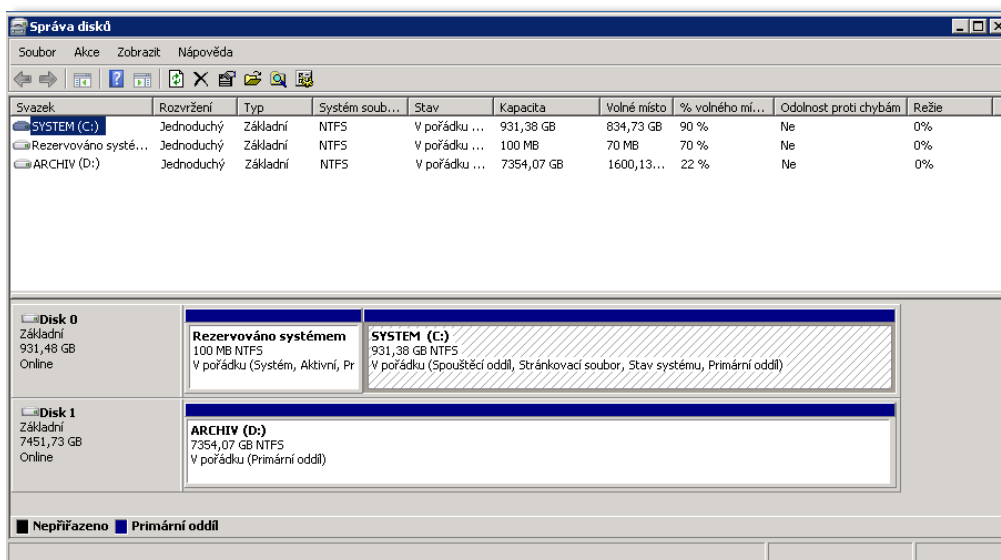 Správa disků
Soubor Akce Zobrazit Nápověda
Svazek Rozvržení Typ Systém soub... Stav Kapacita Volné místo % volného mí... Odolnost proti chybám Režie
SYSTEM (C:) Jednoduchý Základní NTFS V pořádku ... 931,38 GB 834,73 GB 90 % Ne 0%
Rezervováno systé... Jednoduchý Základní NTFS V pořádku ... 100 MB 70 MB 70 % Ne 0%
ARCHIV (D:) Jednoduchý Základní NTFS V pořádku ... 7354,07 GB 1600,13... 22 % Ne 0%
Disk 0
Základní
931,48 GB
Online
Rezervováno systémem
100 MB NTFS
V pořádku (Systém, Aktivní, Pr
SYSTEM (C:)
931,38 GB NTFS
V pořádku (Spouštěcí oddíl, Stránkovací soubor, Stav systému, Primární oddíl)
Disk 1
Základní
7451,73 GB
Online
ARCHIV (D:)
7354,07 GB NTFS
V pořádku (Primární oddíl)
Nepřiřazeno Primární oddíl